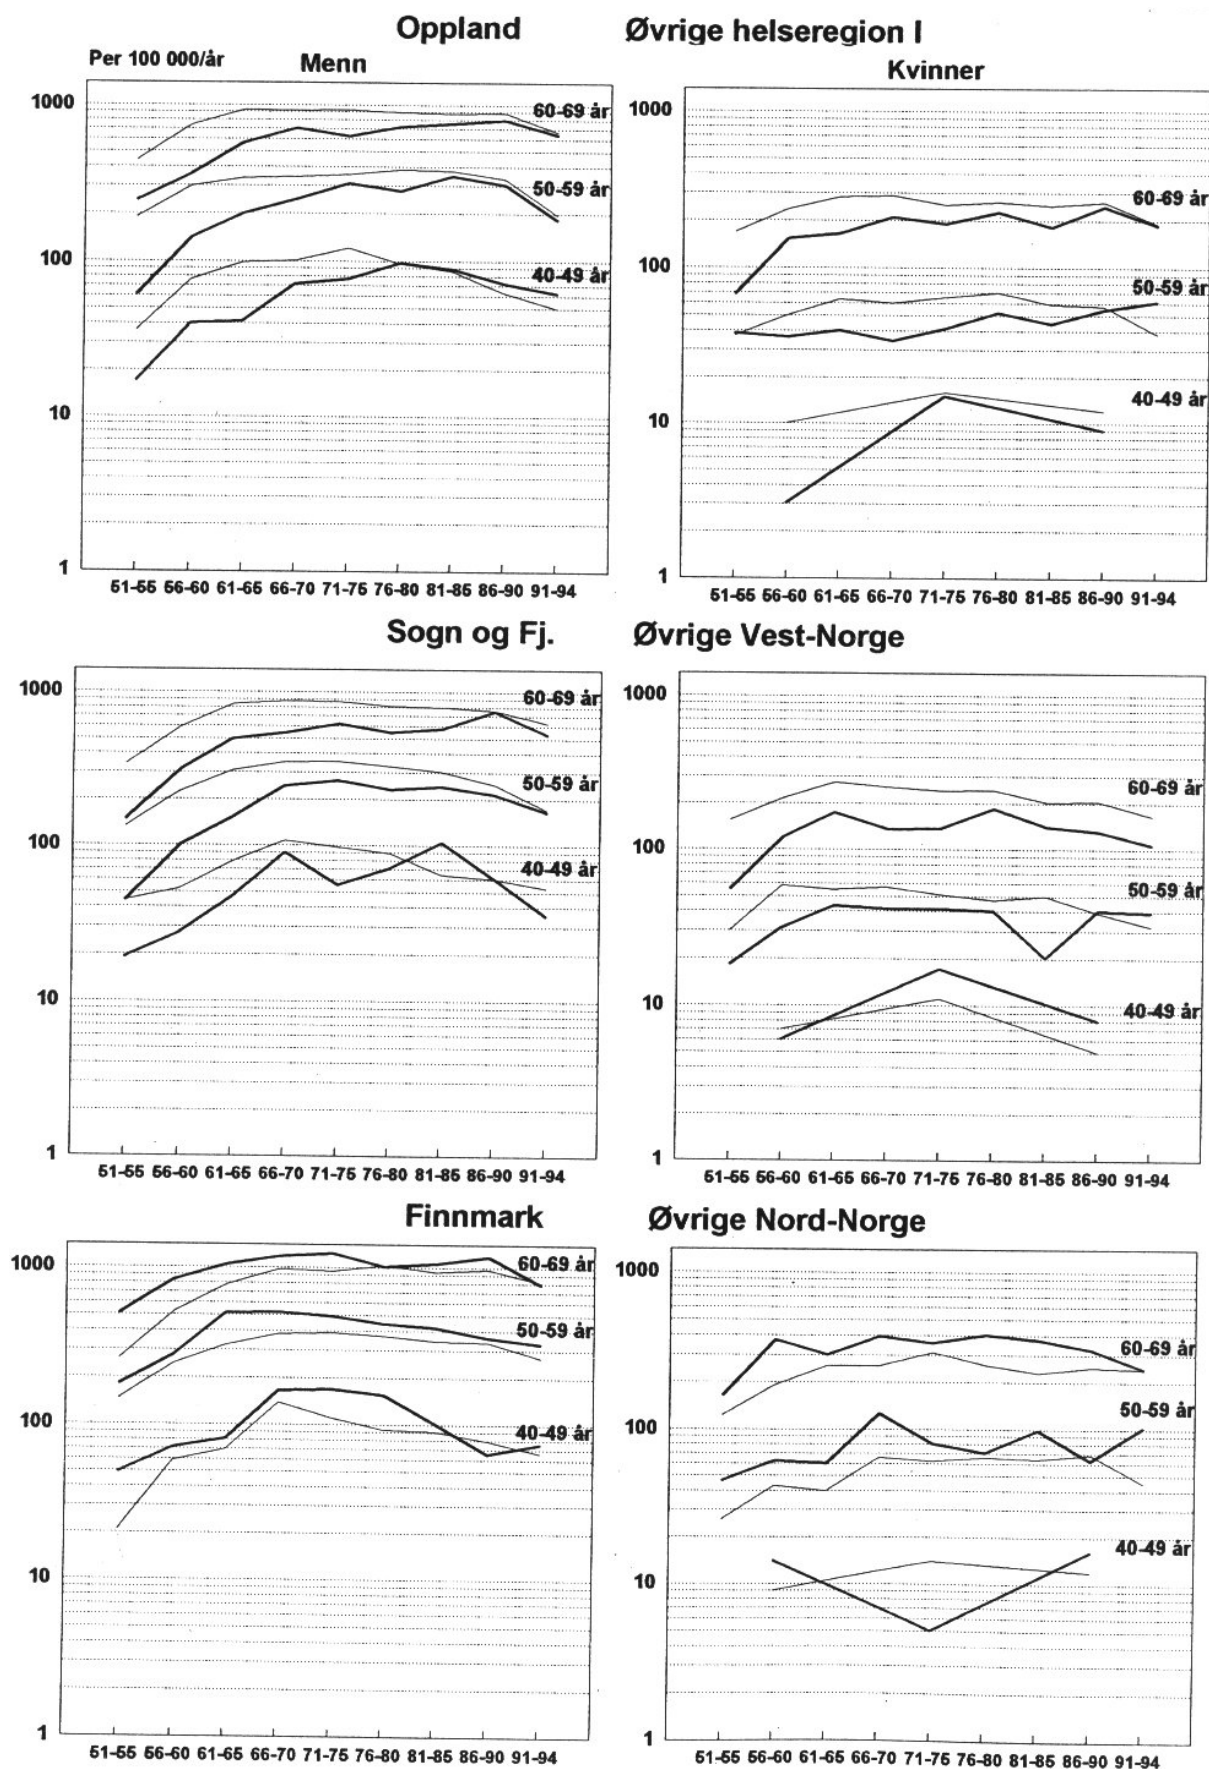 Oppland Øvrige helseregion I
Per 100 000/år Menn
1000
60-69 år
50-59 år
100
40-49 år
10
1
51-55 56-60 61-65 66-70 71-75 76-80 81-85 86-90 91-94
Kvinner
1000
60-69 år
100
50-59 år
40-49 år
10
1
51-55 56-60 61-65 66-70 71-75 76-80 81-85 86-90 91-94
Sogn og Fj. Øvrige Vest-Norge
1000
60-69 år
50-59 år
100
40-49 år
10
1
51-55 56-60 61-65 66-70 71-75 76-80 81-85 86-90 91-94
1000
60-69 år
100
50-59 år
10
40-49 år
1
51-55 56-60 61-65 66-70 71-75 76-80 81-85 86-90 91-94
Finnmark Øvrige Nord-Norge
1000
60-69 år
50-59 år
100
40-49 år
10
1
51-55 56-60 61-65 66-70 71-75 76-80 81-85 86-90 91-94
1000
60-69 år
50-59 år
100
40-49 år
10
1
51-55 56-60 61-65 66-70 71-75 76-80 81-85 86-90 91-94